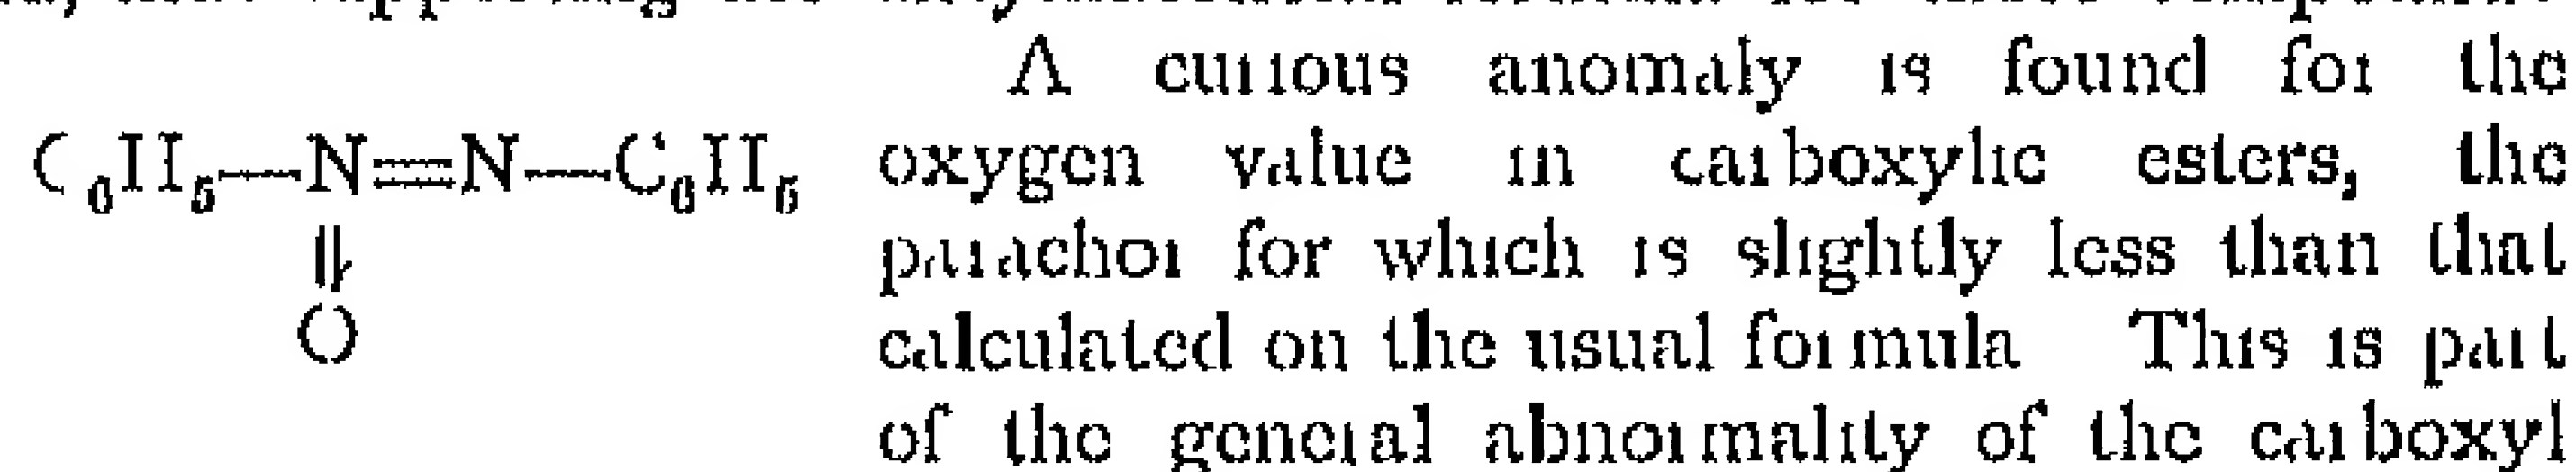 A curious anomaly is found for the
C₆H₅—N=N—C₆H₅
oxygen value in carboxylic esters, the
parachor for which is slightly less than that
O
calculated on the usual formula This is part
of the general abnormality of the carboxyl